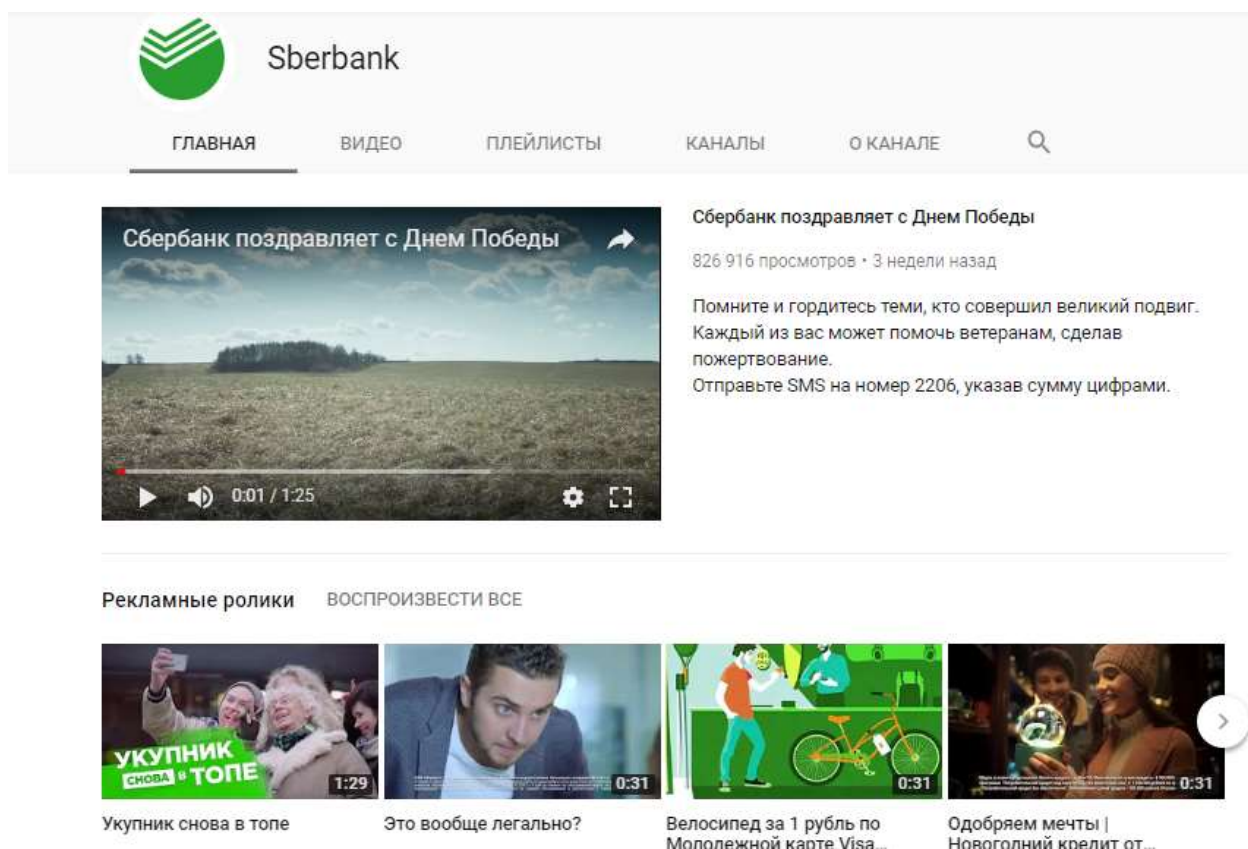 Sberbank
ГЛАВНАЯ ВИДЕО ПЛЕЙЛИСТЫ КАНАЛЫ О КАНАЛЕ
Сбербанк поздравляет с Днем Победы
0:01 / 1:25
Сбербанк поздравляет с Днем Победы
826 916 просмотров • 3 недели назад
Помните и гордитесь теми, кто совершил великий подвиг.
Каждый из вас может помочь ветеранам, сделав
пожертвование.
Отправьте SMS на номер 2206, указав сумму цифрами.
Рекламные ролики ВОСПРОИЗВЕСТИ ВСЕ
УКУПНИК
СНОВА В ТОПЕ
1:29
0:31
0:31
0:31
Укупник снова в топе
Это вообще легально?
Велосипед за 1 рубль по
Молодежной карте Visa...
Одобряем мечты |
Новогодний кредит от...